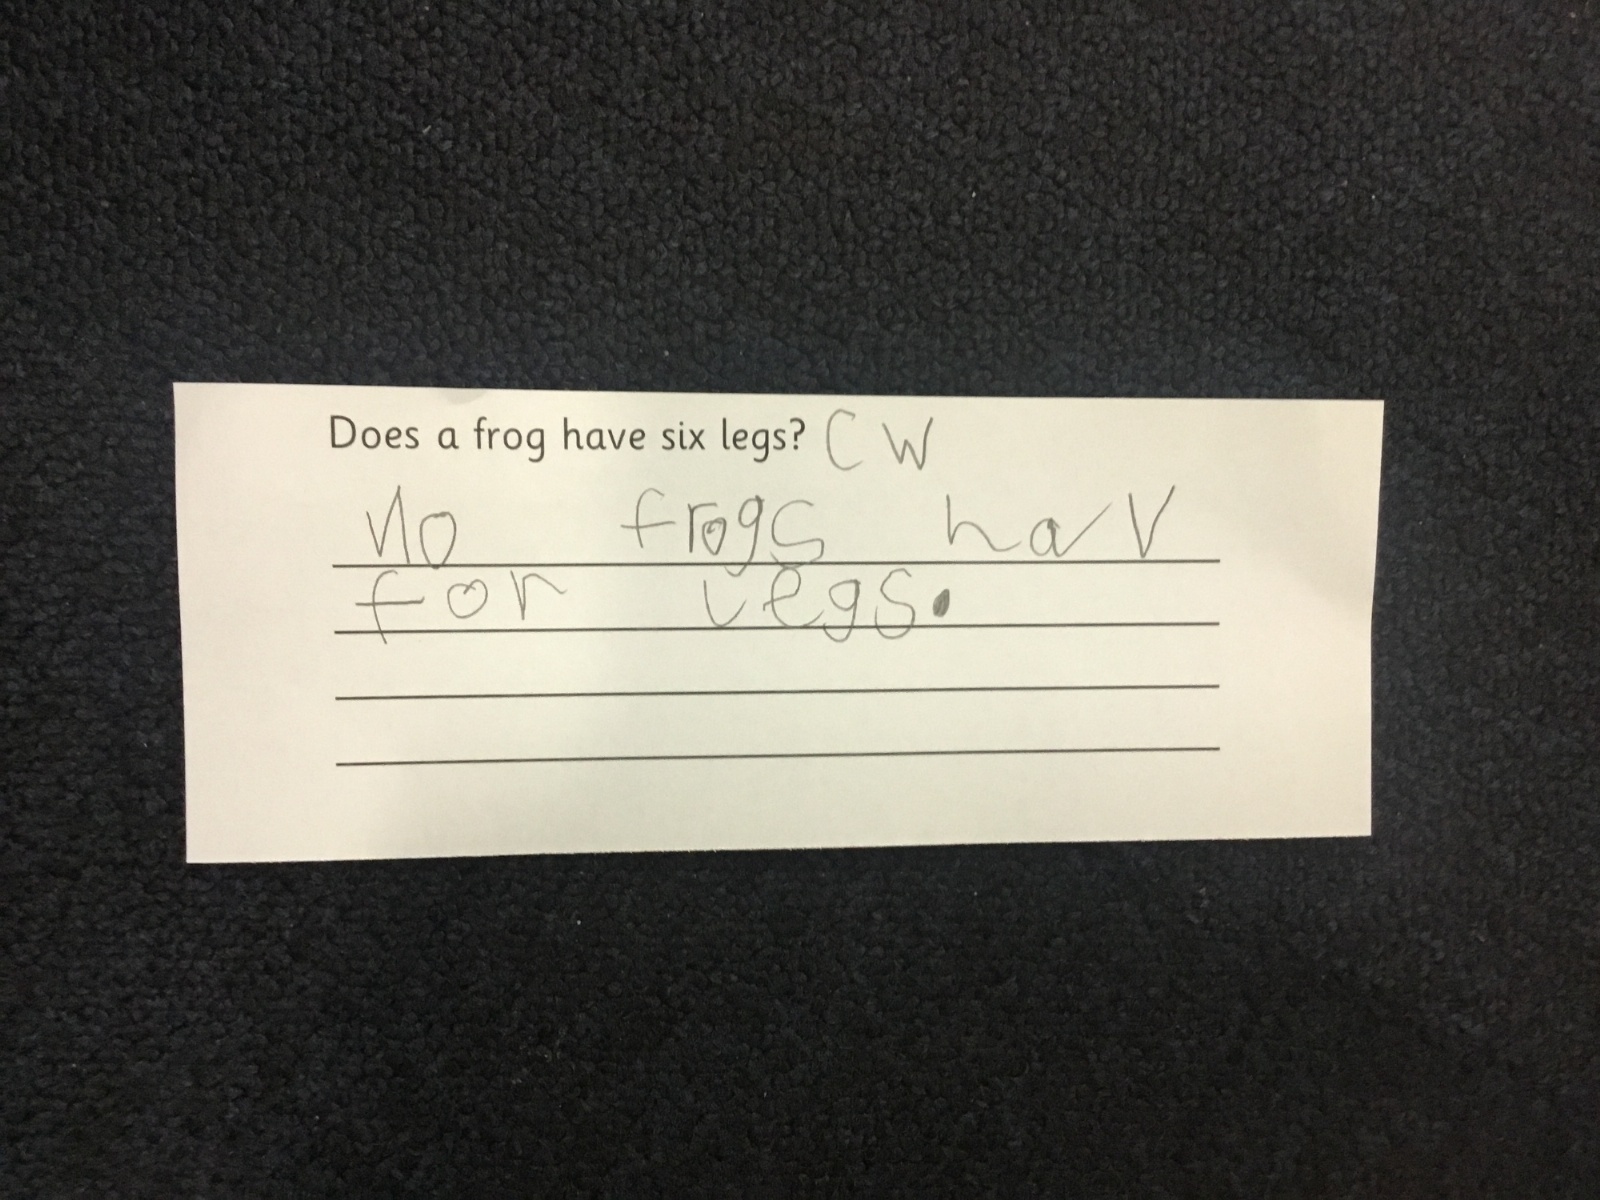 Does a frog have six legs? CW
No frogs hav
for legs.